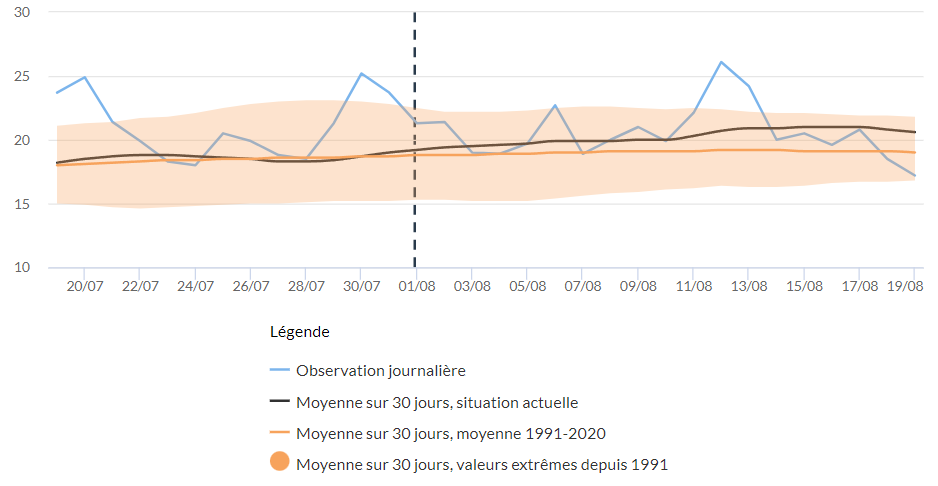 30
25
20
15
10
20/07 22/07 24/07 26/07 28/07 30/07 01/08 03/08 05/08 07/08 09/08 11/08 13/08 15/08 17/08 19/08
Légende
Observation journalière
Moyenne sur 30 jours, situation actuelle
Moyenne sur 30 jours, moyenne 1991-2020
Moyenne sur 30 jours, valeurs extrêmes depuis 1991